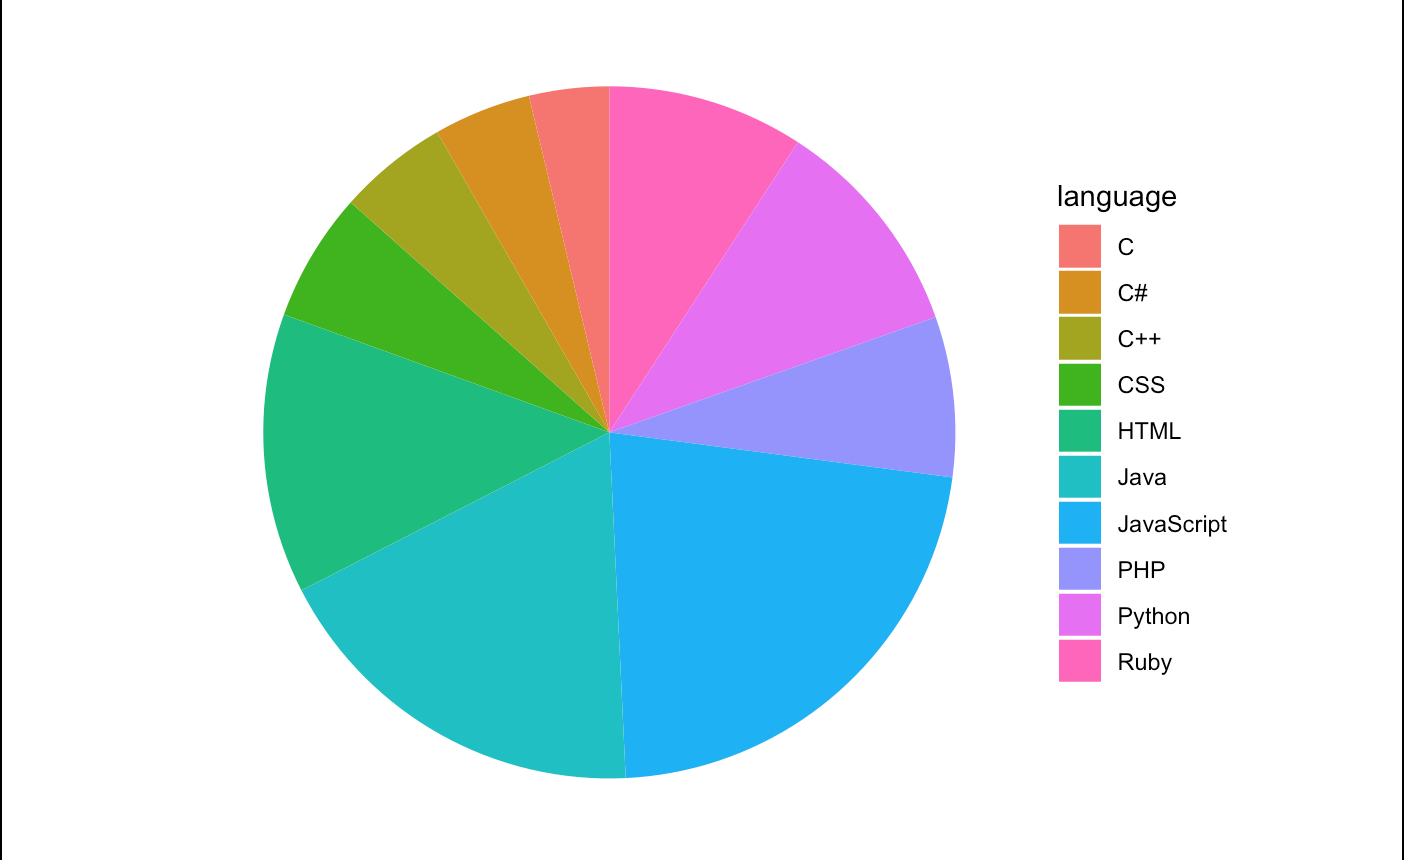 language
C
C#
C++
CSS
HTML
Java
JavaScript
PHP
Python
Ruby